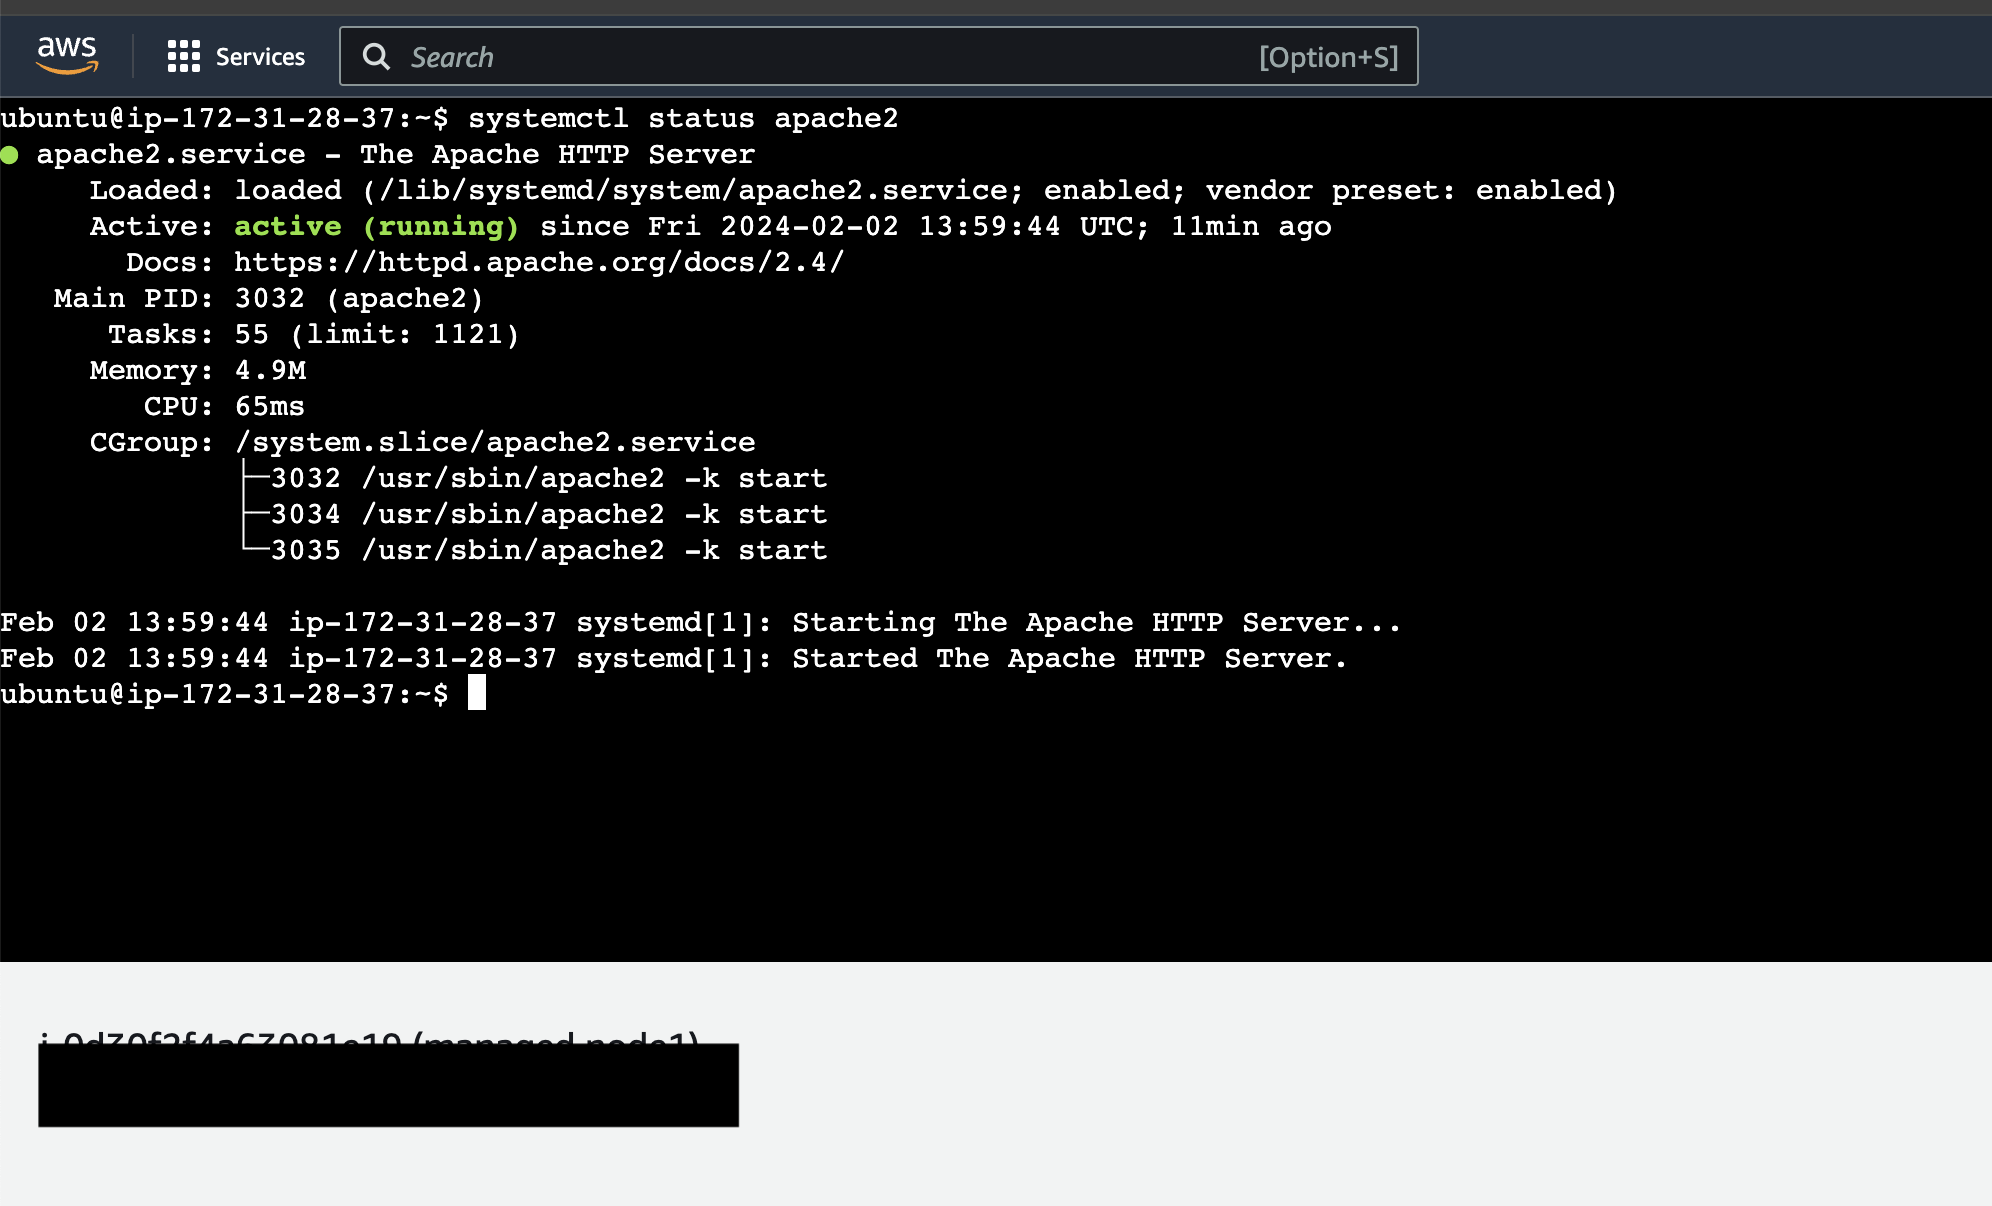 aws
Services
Search
[Option+S]
ubuntu@ip-172-31-28-37:~$ systemctl status apache2
● apache2.service - The Apache HTTP Server
Loaded: loaded (/lib/systemd/system/apache2.service; enabled; vendor preset: enabled)
Active: active (running) since Fri 2024-02-02 13:59:44 UTC; 11min ago
Docs: https://httpd.apache.org/docs/2.4/
Main PID: 3032 (apache2)
Tasks: 55 (limit: 1121)
Memory: 4.9M
CPU: 65ms
CGroup: /system.slice/apache2.service
├─3032 /usr/sbin/apache2 -k start
├─3034 /usr/sbin/apache2 -k start
└─3035 /usr/sbin/apache2 -k start
Feb 02 13:59:44 ip-172-31-28-37 systemd[1]: Starting The Apache HTTP Server...
Feb 02 13:59:44 ip-172-31-28-37 systemd[1]: Started The Apache HTTP Server.
ubuntu@ip-172-31-28-37:~$